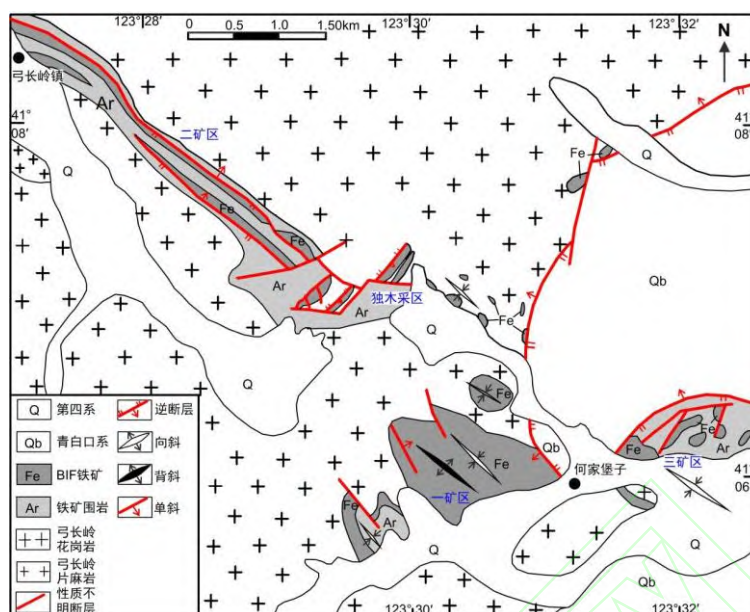 123° 28′
123° 30′
123° 32′
0 0.5 1.0 1.50km
N
弓长岭镇
41°
08′
Ar
二矿区
Q
Fe
Fe
Fe
Q
41°
08′
Qb
Ar
独木采区
Ar
Q
Fe
Q
Fe
Fe
Qb
一矿区
何家堡子
Fe
Fe
Ar
三矿区
41°
06′
Fe
Ar
Q
Q
Qb
Q 第四系
Qb 青白口系
Fe BIF铁矿
Ar 铁矿围岩
弓长岭
花岗岩
弓长岭
片麻岩
性质不
明断层
逆断层
向斜
背斜
单斜
123° 30′
123° 32′